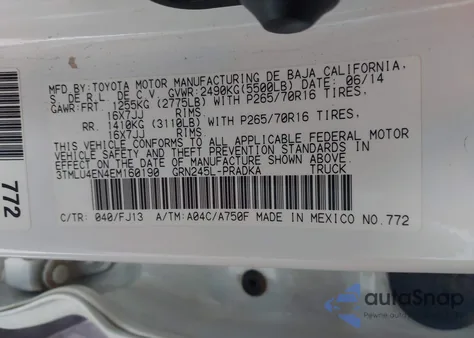 MFD.BY:TOYOTA MOTOR MANUFACTURING DE BAJA CALIFORNIA,
S DE R.L. DE C.V. GVWR:2490KG(5500LB) DATE: 06/14
GAWR:FRT. 1255KG (2775LB) WITH P265/70R16 TIRES,
16X7JJ RIMS
RR. 1410KG (3110LB) WITH P265/70R16 TIRES,
16X7JJ RIMS
THIS VEHICLE CONFORMS TO ALL APPLICABLE FEDERAL MOTOR
VEHICLE SAFETY AND THEFT PREVENTION STANDARDS IN
EFFECT ON THE DATE OF MANUFACTURE SHOWN ABOVE.
3TMLU4EN4EM160190 GRN245L-PRADKA TRUCK
C/TR: 040/FJ13 A/TM:A04C/A750F MADE IN MEXICO NO.772
772
autoSnap